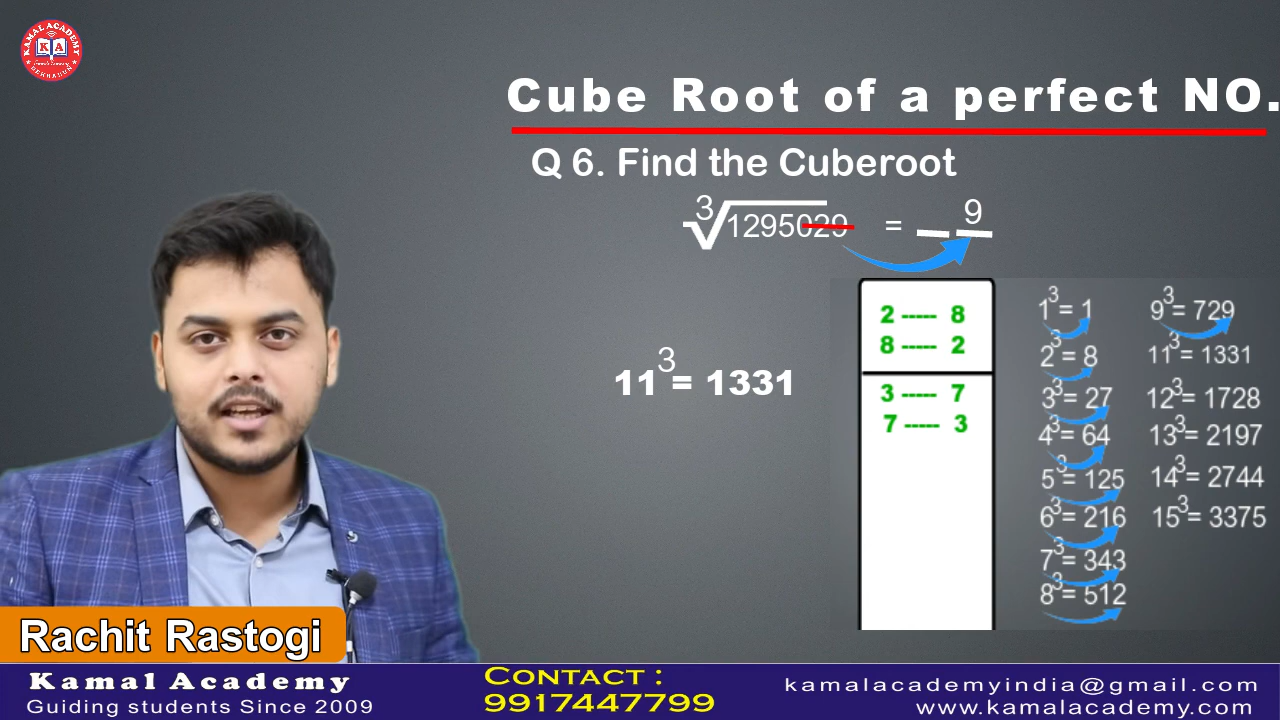 KAMAL ACADEMY
K A
DEHRADUN
Cube Root of a perfect NO.
Q 6. Find the Cuberoot
∛1295029 = _ 9
11³= 1331
2 ----- 8
8 ----- 2
3 ----- 7
7 ----- 3
1³= 1
2³= 8
3³= 27
4³= 64
5³= 125
6³= 216
7³= 343
8³= 512
9³= 729
11³= 1331
12³= 1728
13³= 2197
14³= 2744
15³= 3375
Rachit Rastogi
Kamal Academy
Guiding students Since 2009
CONTACT :
9917447799
kamalacademyindia@gmail.com
www.kamalacademy.com